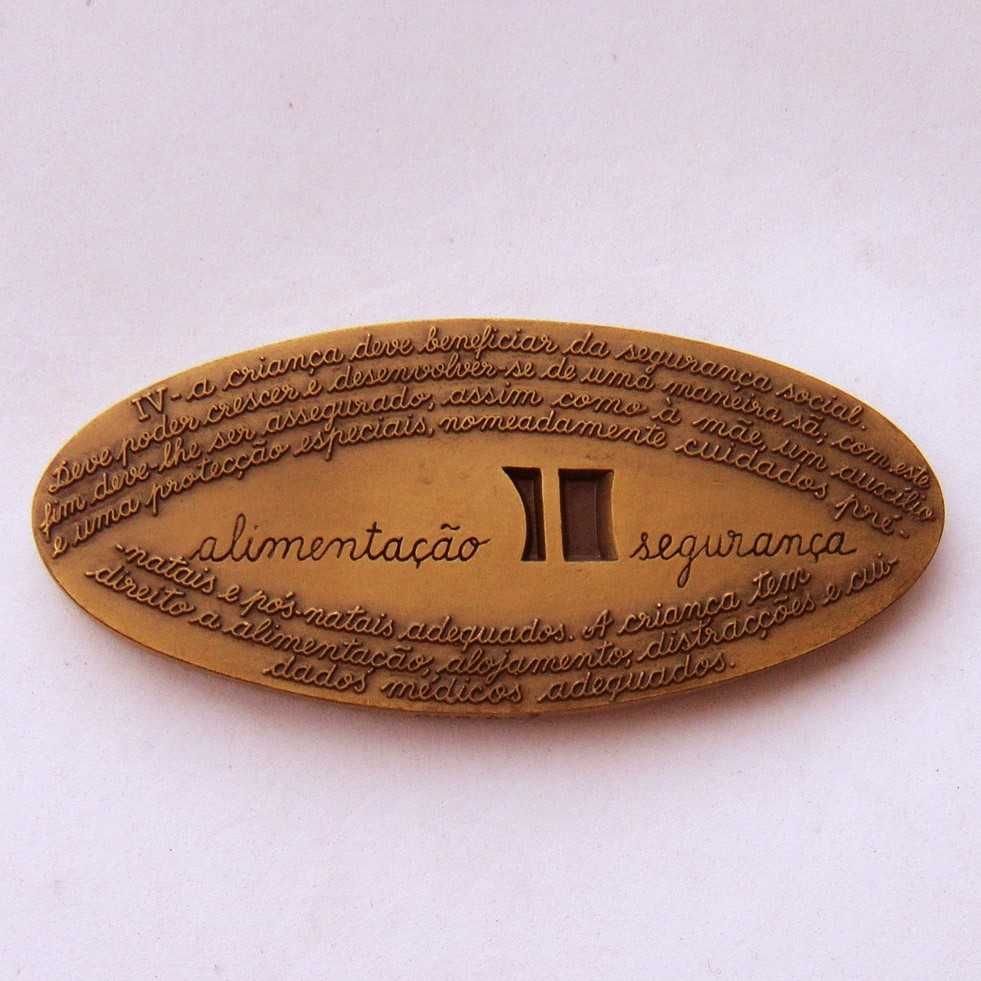 IV - a criança deve beneficiar da segurança social.
Deve poder crescer e desenvolver-se de uma maneira sã, com este
fim deve-lhe ser assegurado, assim como à mãe, um auxílio
e uma protecção especiais, nomeadamente cuidados pré-
alimentação segurança
-natais e pós-natais adequados. A criança tem
direito a alimentação, alojamento, distracções e cui-
dados médicos adequados.